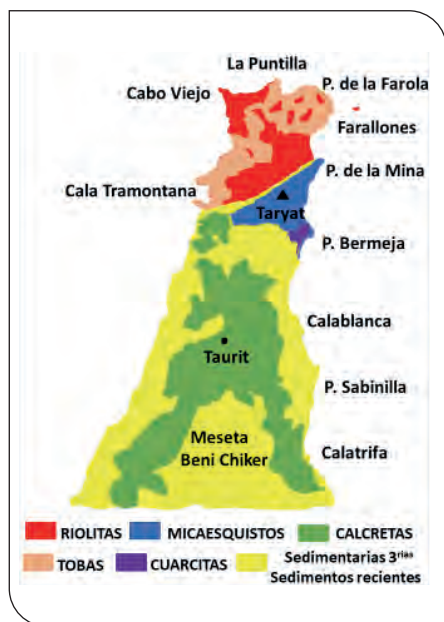 La Puntilla
Cabo Viejo
P. de la Farola
Farallones
P. de la Mina
Cala Tramontana
Taryat
P. Bermeja
Calablanca
Taurit
P. Sabinilla
Meseta
Beni Chiker
Calatrifa
RIOLITAS MICAESQUISTOS CALCRETAS
TOBAS CUARCITAS Sedimentarias 3rias
Sedimentos recientes